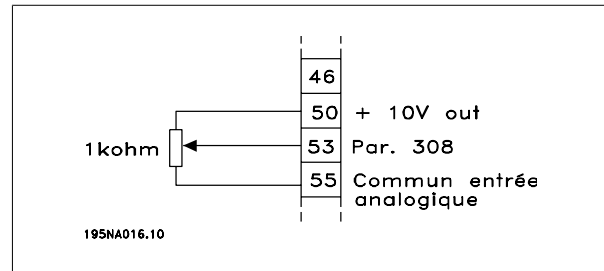 46
50 + 10V out
1kohm 53 Par. 308
55 Commun entrée
analogique
195NA016.10